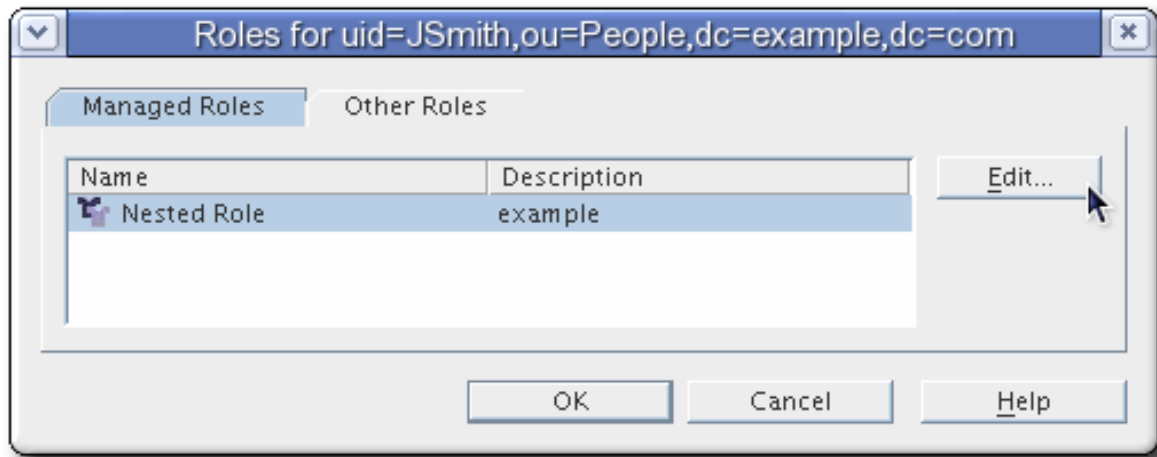 Roles for uid=JSmith,ou=People,dc=example,dc=com
Managed Roles Other Roles
Name Description Edit...
Nested Role example
OK Cancel Help